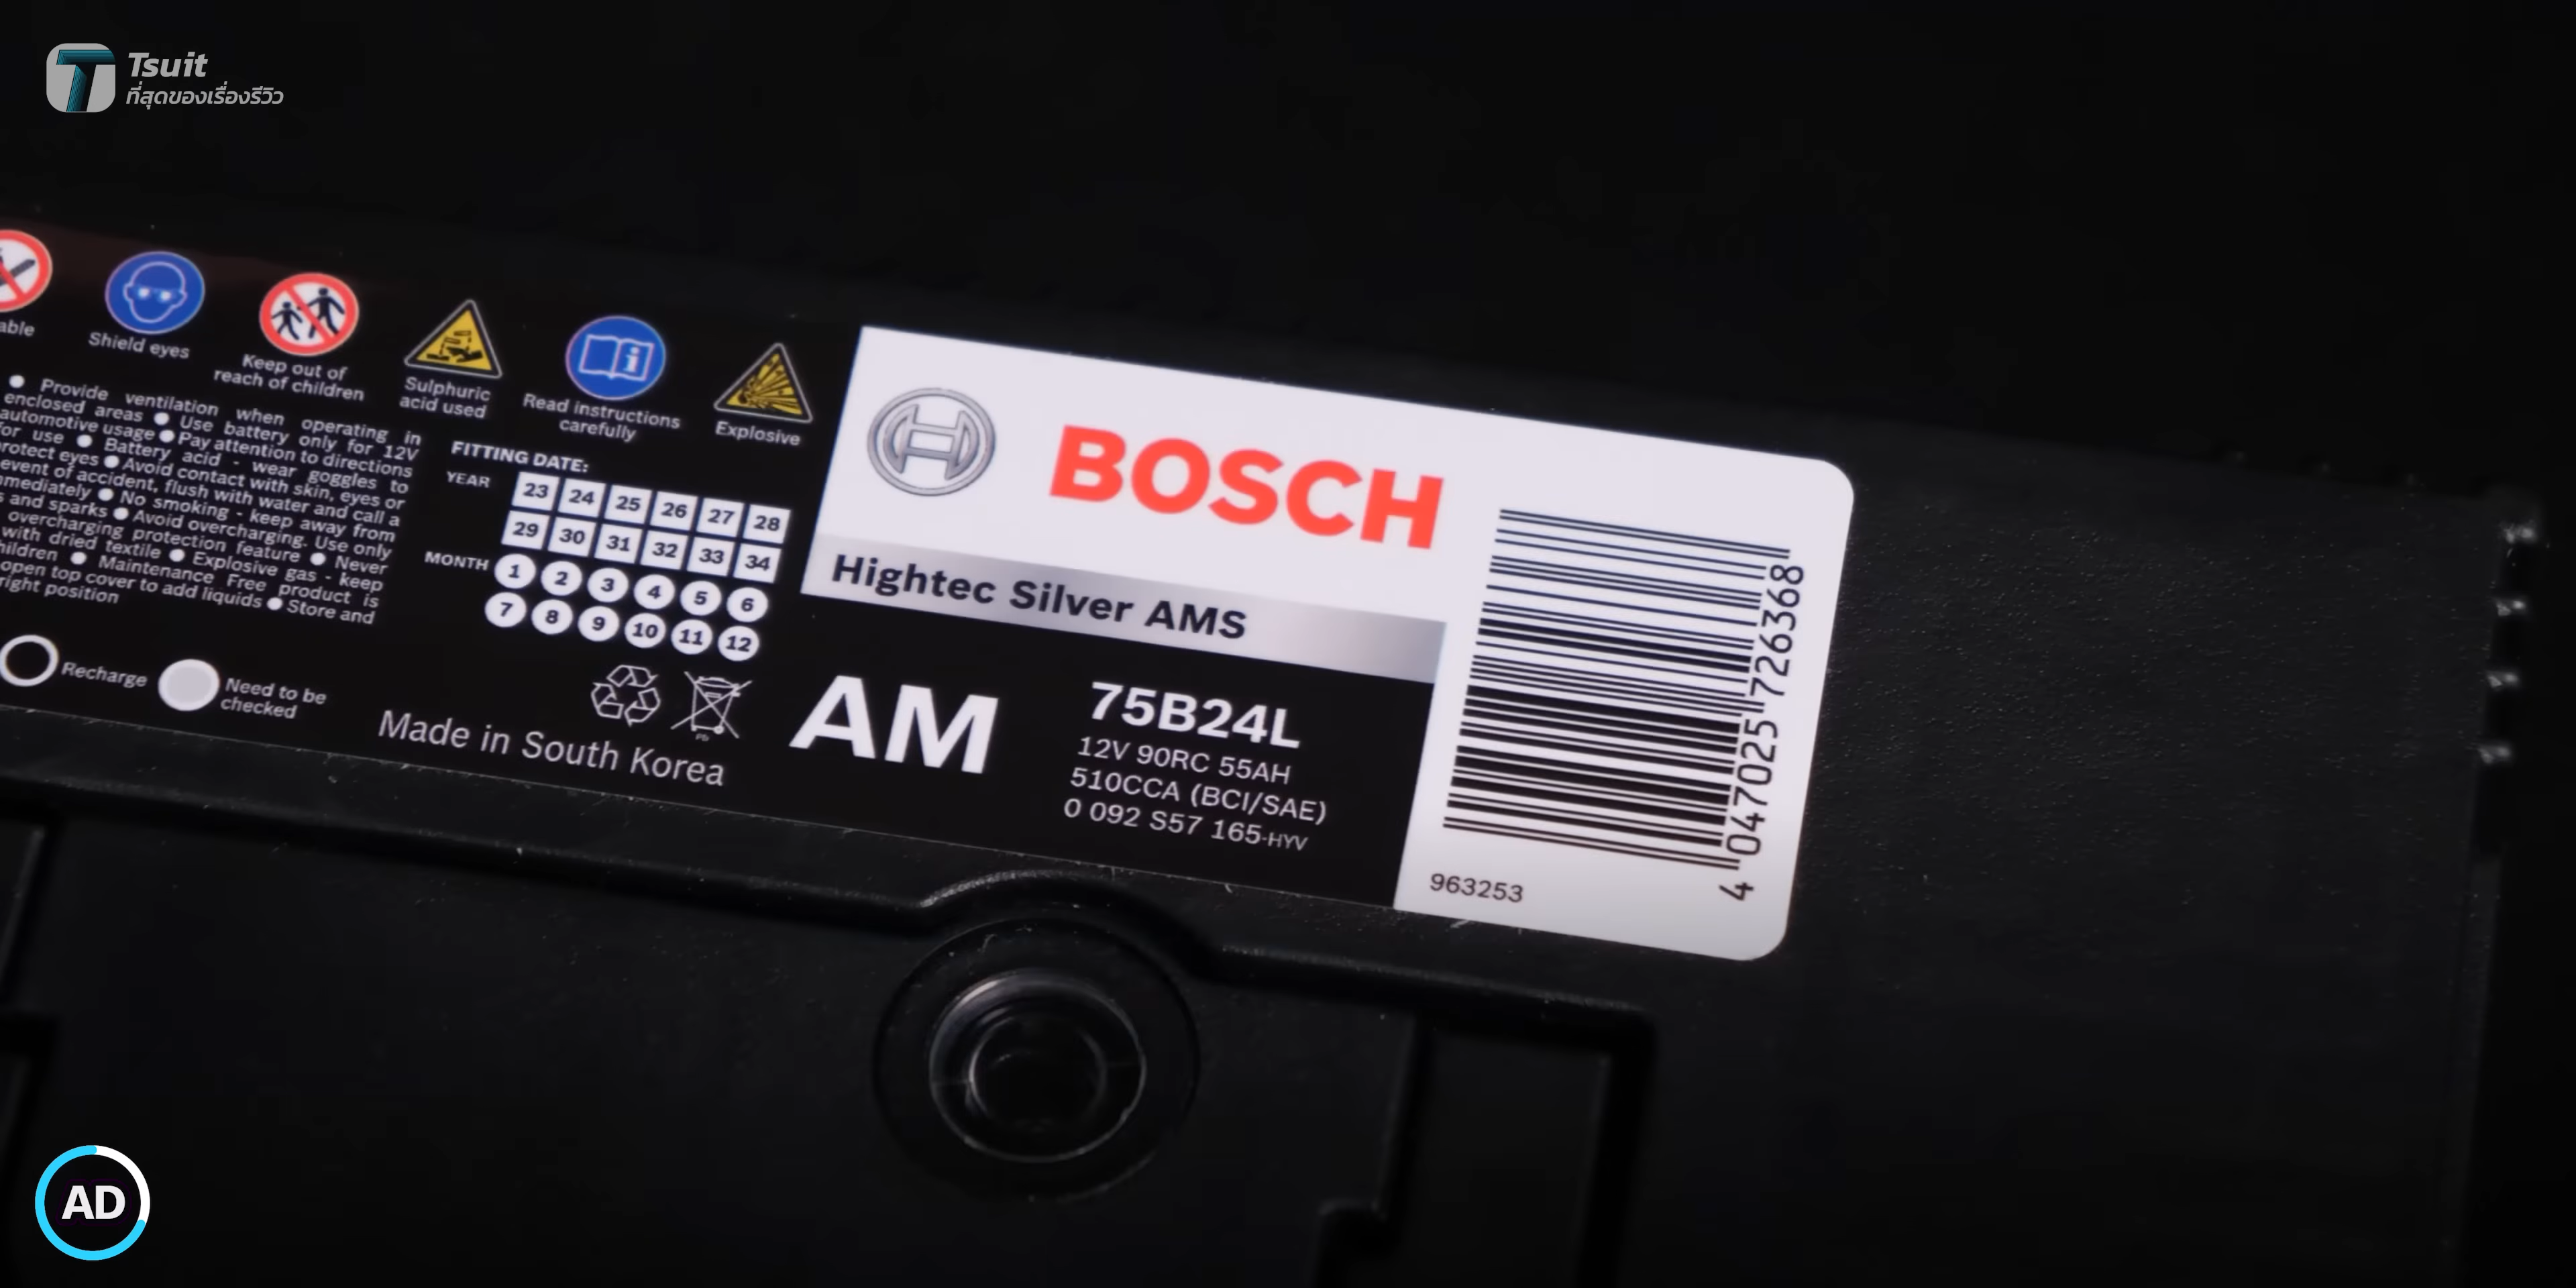 Tsuit
ที่สุดของเรื่องรีวิว
Shield eyes
Keep out of
reach of children
Sulphuric
acid used
Read instructions
carefully
Explosive
● Provide ventilation when operating in
enclosed areas ● Use battery only for 12V
automotive usage ● Pay attention to directions
for use ● Battery acid - wear goggles to
protect eyes ● Avoid contact with skin, eyes or
event of accident, flush with water and call a
● No smoking - keep away from
and sparks ● Avoid overcharging. Use only
overcharging protection feature ● Never
with dried textile ● Explosive gas - keep
● Maintenance Free product is
open top cover to add liquids ● Store and
right position
FITTING DATE:
YEAR 23 24 25 26 27 28
29 30 31 32 33 34
MONTH 1 2 3 4 5 6
7 8 9 10 11 12
Recharge
Need to be
checked
Made in South Korea
BOSCH
Hightec Silver AMS
AM
75B24L
12V 90RC 55AH
510CCA (BCI/SAE)
0 092 S57 165-HYV
4 047025 726368
963253
AD